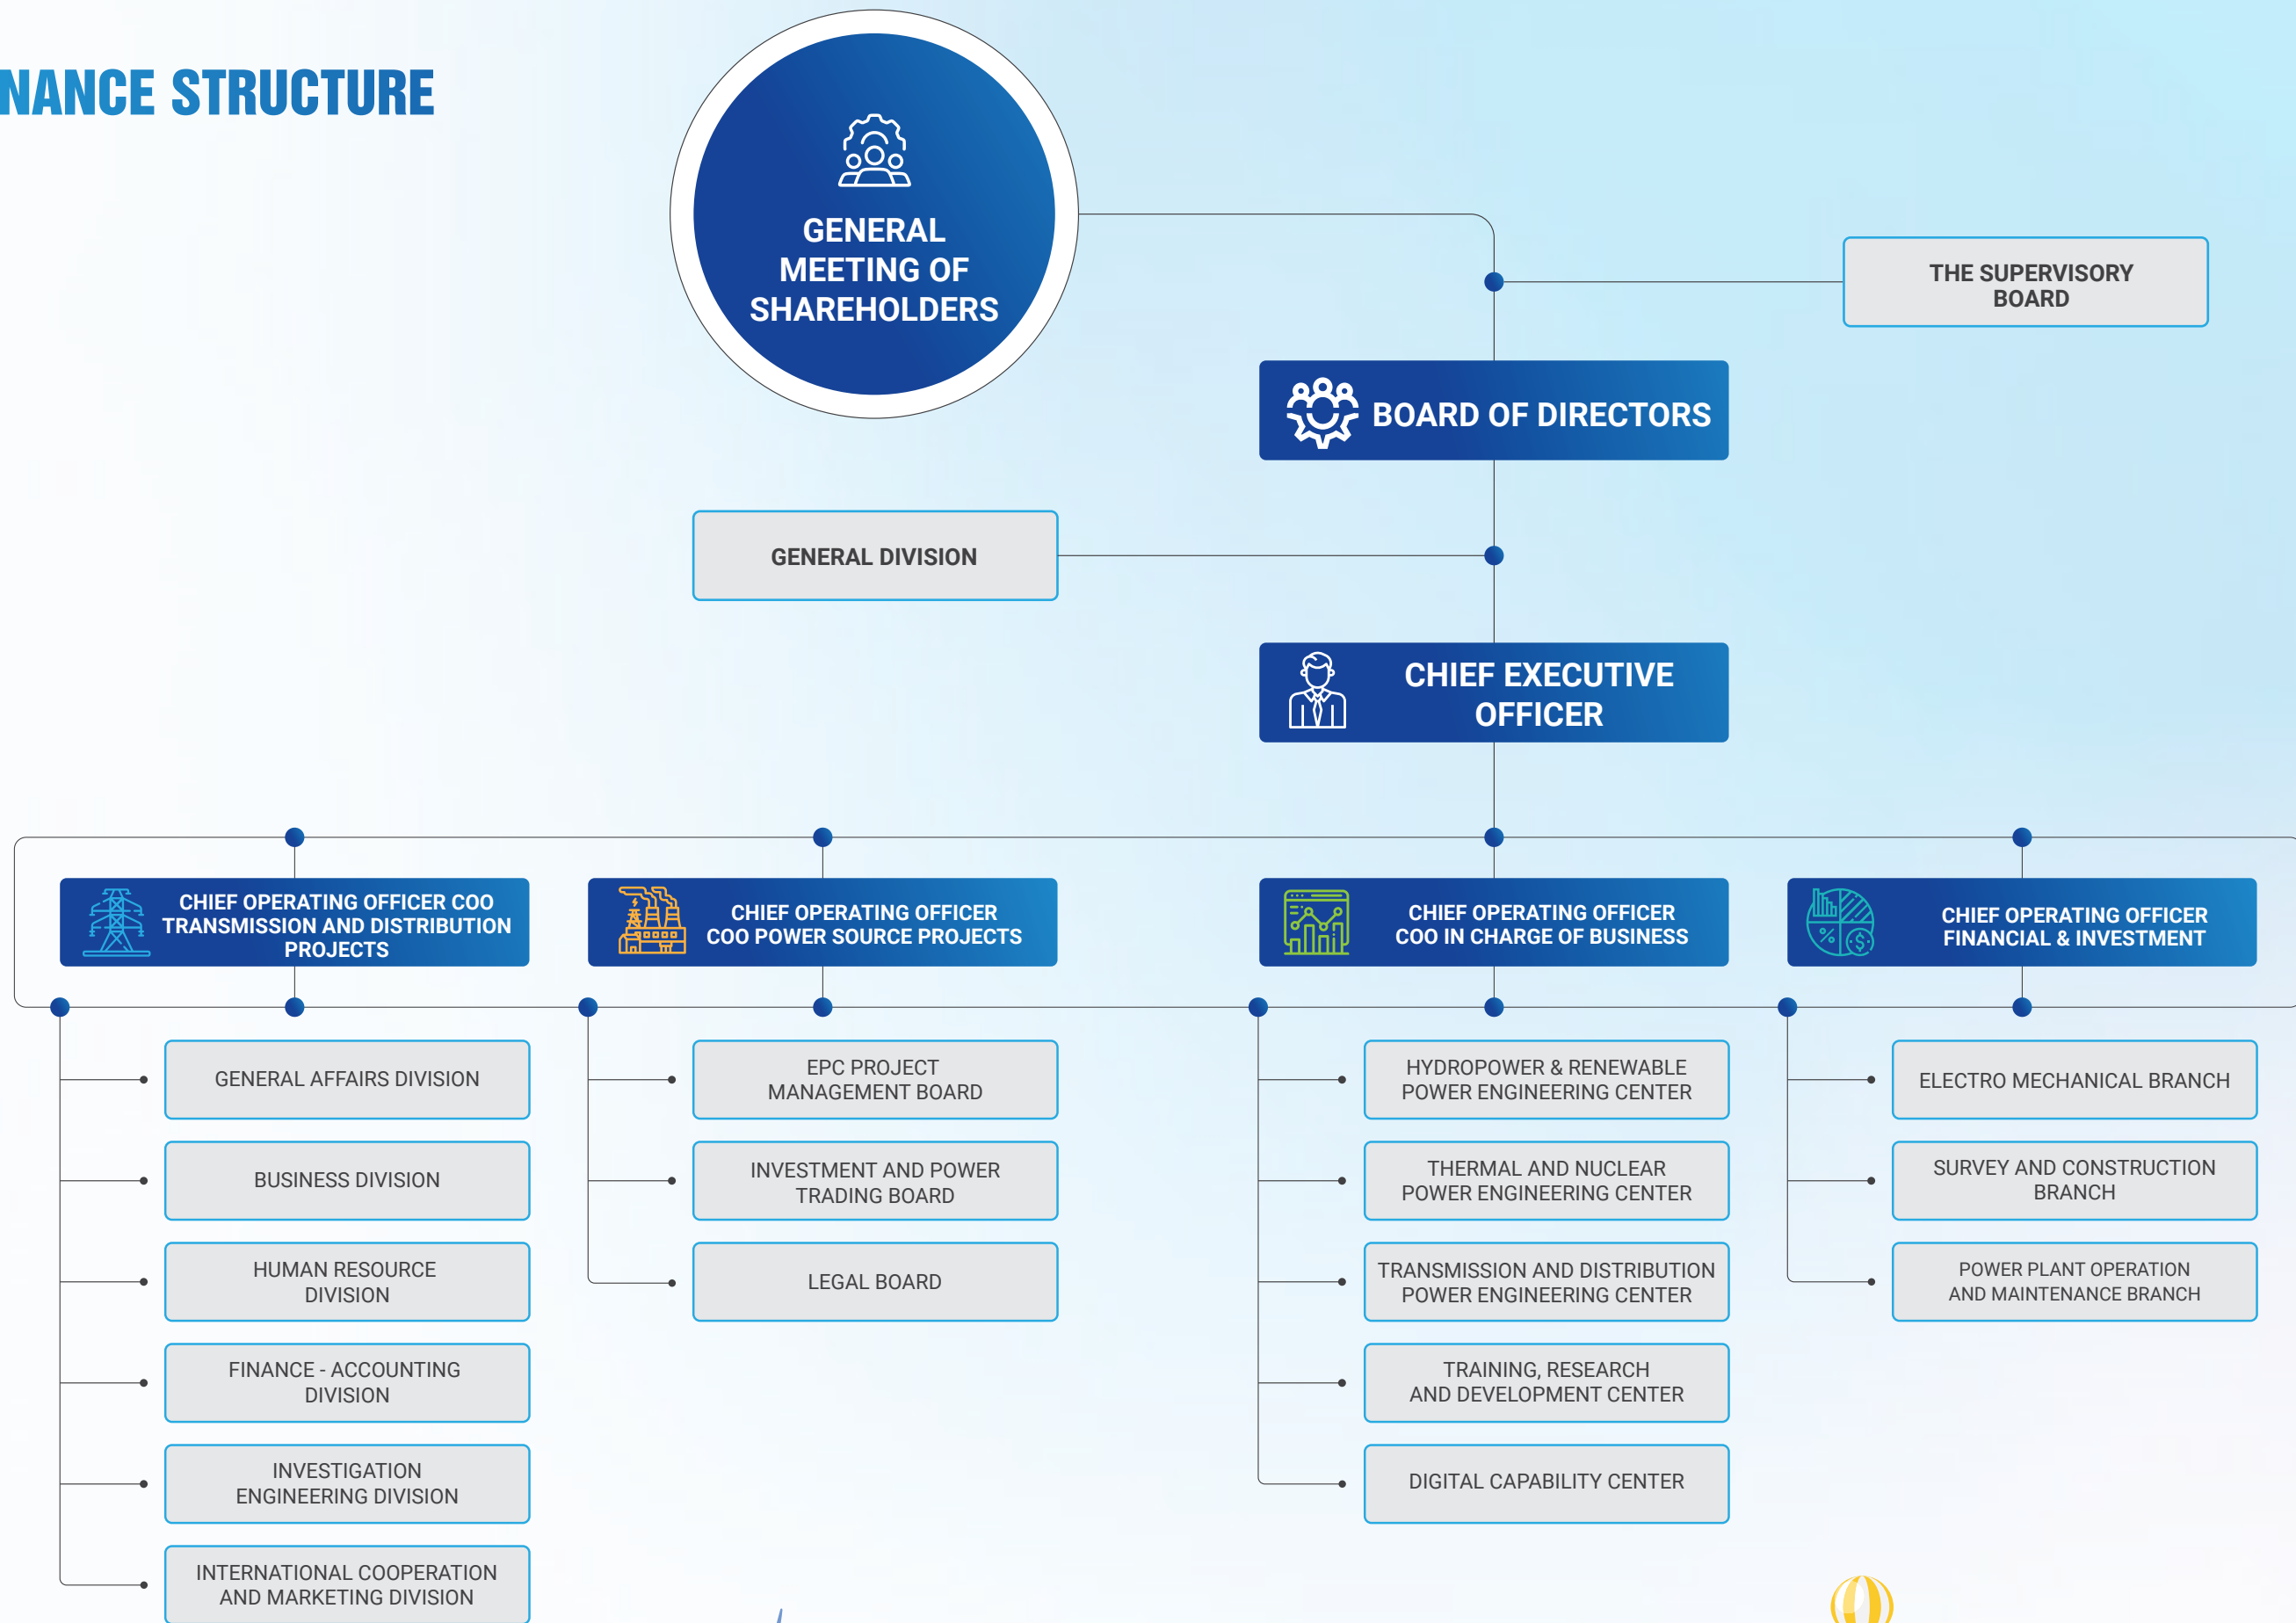 NANCE STRUCTURE
GENERAL
MEETING OF
SHAREHOLDERS
THE SUPERVISORY
BOARD
BOARD OF DIRECTORS
GENERAL DIVISION
CHIEF EXECUTIVE
OFFICER
CHIEF OPERATING OFFICER COO
TRANSMISSION AND DISTRIBUTION
PROJECTS
CHIEF OPERATING OFFICER
COO POWER SOURCE PROJECTS
CHIEF OPERATING OFFICER
COO IN CHARGE OF BUSINESS
CHIEF OPERATING OFFICER
FINANCIAL & INVESTMENT
GENERAL AFFAIRS DIVISION
BUSINESS DIVISION
HUMAN RESOURCE
DIVISION
FINANCE - ACCOUNTING
DIVISION
INVESTIGATION
ENGINEERING DIVISION
INTERNATIONAL COOPERATION
AND MARKETING DIVISION
EPC PROJECT
MANAGEMENT BOARD
INVESTMENT AND POWER
TRADING BOARD
LEGAL BOARD
HYDROPOWER & RENEWABLE
POWER ENGINEERING CENTER
THERMAL AND NUCLEAR
POWER ENGINEERING CENTER
TRANSMISSION AND DISTRIBUTION
POWER ENGINEERING CENTER
TRAINING, RESEARCH
AND DEVELOPMENT CENTER
DIGITAL CAPABILITY CENTER
ELECTRO MECHANICAL BRANCH
SURVEY AND CONSTRUCTION
BRANCH
POWER PLANT OPERATION
AND MAINTENANCE BRANCH